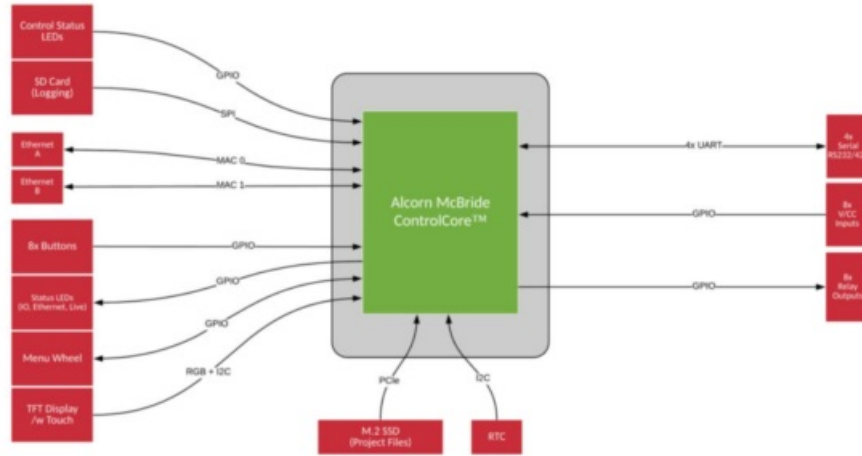 Control Status
LEDs
GPIO
SD Card
(Logging)
SPI
Ethernet
A
MAC 0
Ethernet
B
MAC 1
8x Buttons
GPIO
Status LEDs
(IO, Ethernet, Live)
GPIO
Menu Wheel
GPIO
TFT Display
/w Touch
RGB + I2C
Alcorn McBride
ControlCore™
PCIe
I2C
M.2 SSD
(Project Files)
RTC
4x UART
4x
Serial
GPIO
8x
V/CC
Inputs
GPIO
8x
Relay
Outputs